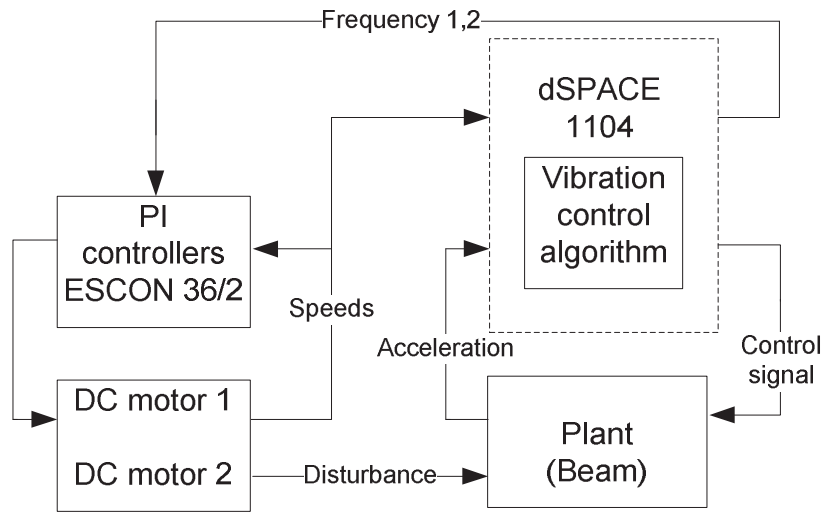 Frequency 1,2
dSPACE
1104
Vibration
control
algorithm
PI
controllers
ESCON 36/2
Speeds
Acceleration
Control
signal
DC motor 1
DC motor 2
Disturbance
Plant
(Beam)